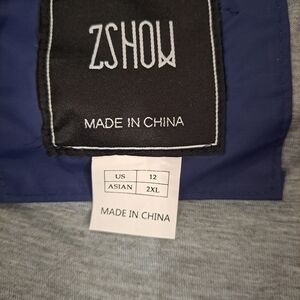 ZSHOW
MADE IN CHINA
US 12
ASIAN 2XL
MADE IN CHINA